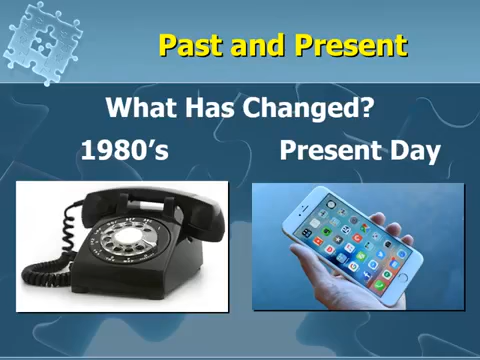 Past and Present
What Has Changed?
1980’s Present Day